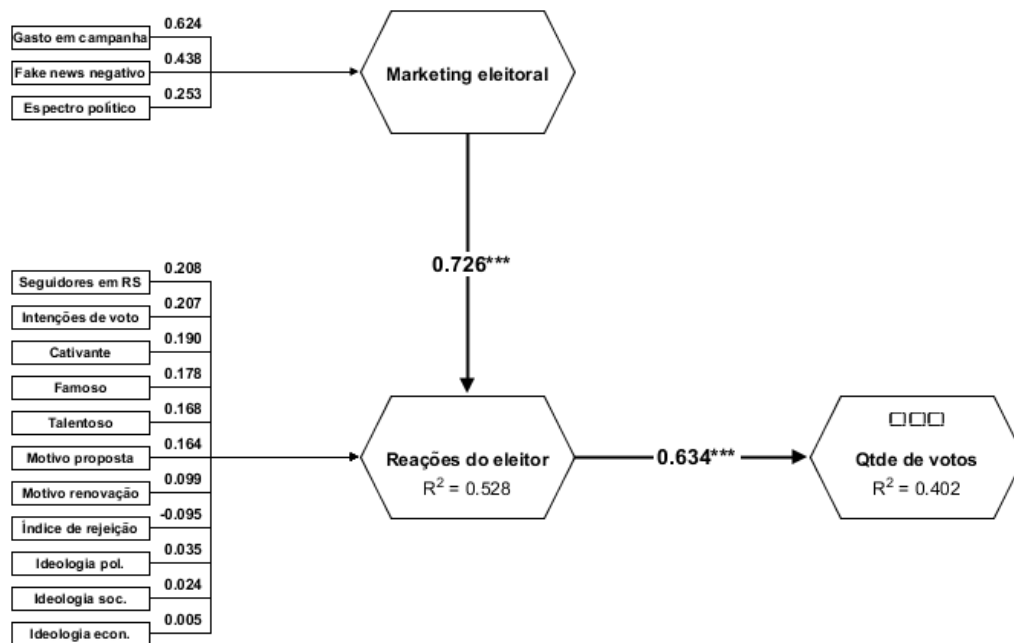 0.624
Gasto em campanha
0.438
Fake news negativo
0.253
Espectro político
Marketing eleitoral
0.726***
0.208
Seguidores em RS
0.207
Intenções de voto
0.190
Cativante
0.178
Famoso
0.168
Talentoso
0.164
Motivo proposta
0.099
Motivo renovação
-0.095
Índice de rejeição
0.035
Ideologia pol.
0.024
Ideologia soc.
0.005
Ideologia econ.
Reações do eleitor
R² = 0.528
0.634***
□□□
Qtde de votos
R² = 0.402